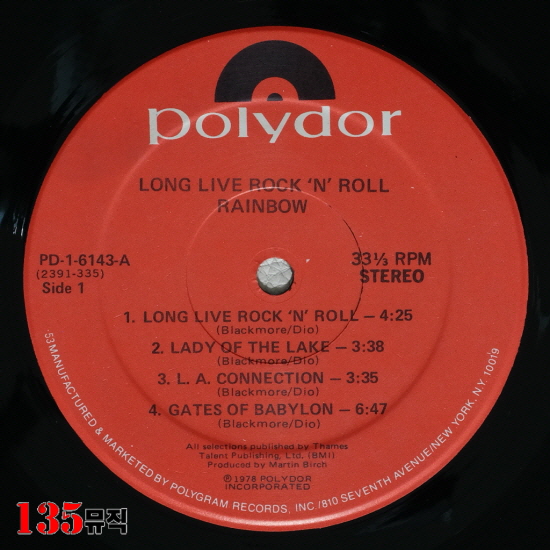 polydor
LONG LIVE ROCK 'N' ROLL
RAINBOW
PD-1-6143-A
(2391-335)
Side 1
33⅓ RPM
STEREO
1. LONG LIVE ROCK 'N' ROLL – 4:25
(Blackmore/Dio)
2. LADY OF THE LAKE – 3:38
(Blackmore/Dio)
3. L. A. CONNECTION – 3:35
(Blackmore/Dio)
4. GATES OF BABYLON – 6:47
(Blackmore/Dio)
All selections published by Thames
Talent Publishing, Ltd. (BMI)
Produced by Martin Birch
℗1978 POLYDOR
INCORPORATED
53 MANUFACTURED & MARKETED BY POLYGRAM RECORDS, INC /810 SEVENTH AVENUE/NEW YORK, N.Y. 10019
135뮤직